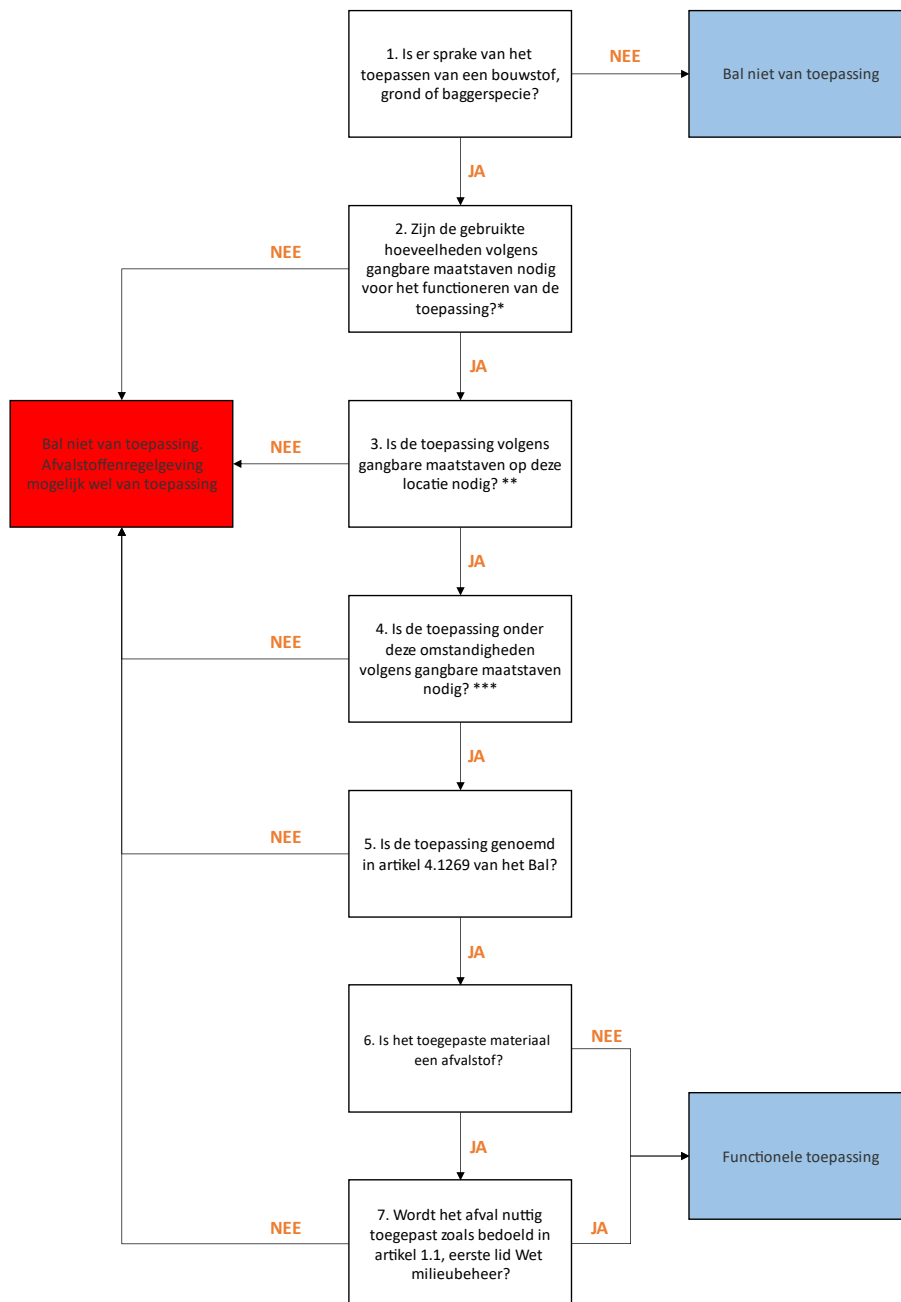 1. Is er sprake van het
toepassen van een bouwstof,
grond of baggerspecie?
NEE
Bal niet van toepassing
JA
2. Zijn de gebruikte
hoeveelheden volgens
gangbare maatstaven nodig
voor het functioneren van de
toepassing?*
NEE
JA
3. Is de toepassing volgens
gangbare maatstaven op deze
locatie nodig? **
NEE
Bal niet van toepassing.
Afvalstoffenregelgeving
mogelijk wel van toepassing
JA
4. Is de toepassing onder
deze omstandigheden
volgens gangbare maatstaven
nodig? ***
NEE
JA
5. Is de toepassing genoemd
in artikel 4.1269 van het Bal?
NEE
JA
6. Is het toegepaste materiaal
een afvalstof?
NEE
JA
Functionele toepassing
7. Wordt het afval nuttig
toegepast zoals bedoeld in
artikel 1.1, eerste lid Wet
milieubeheer?
NEE
JA